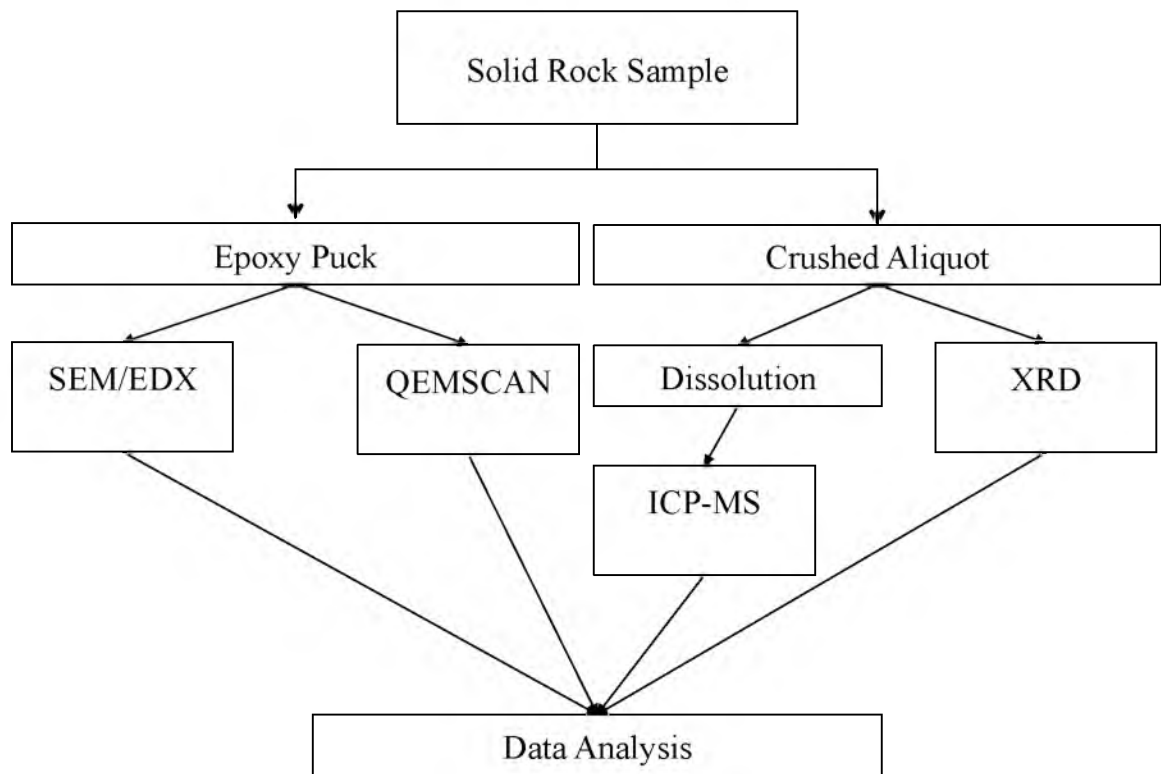 Solid Rock Sample
Epoxy Puck
Crushed Aliquot
SEM/EDX
QEMSCAN
Dissolution
XRD
ICP-MS
Data Analysis